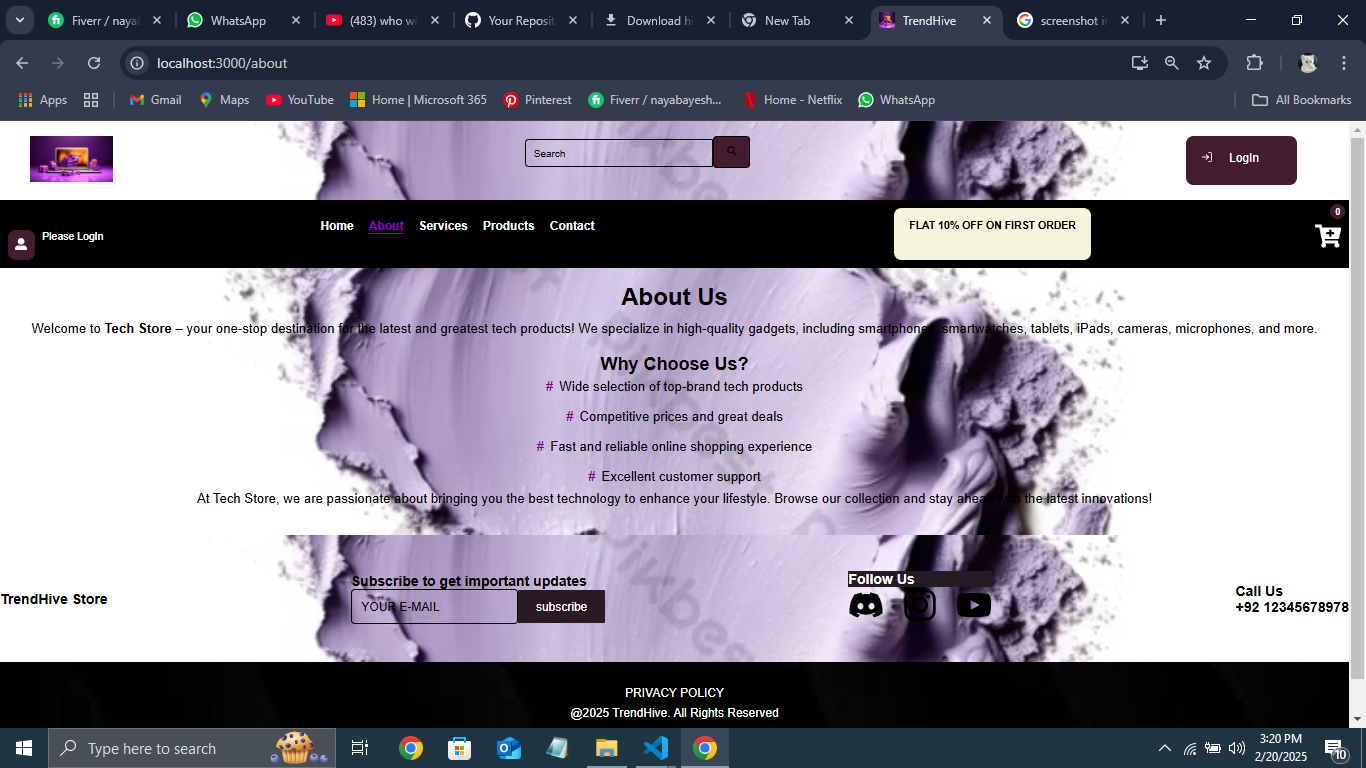 Fiverr / nayal
WhatsApp
(483) who wi
Your Reposit
Download hi
New Tab
TrendHive
screenshot in
localhost:3000/about
Apps
Gmail
Maps
YouTube
Home | Microsoft 365
Pinterest
Fiverr / nayabayesh...
Home - Netflix
WhatsApp
All Bookmarks
Search
LogIn
Please LogIn
Home
About
Services
Products
Contact
FLAT 10% OFF ON FIRST ORDER
0
About Us
Welcome to Tech Store – your one-stop destination for the latest and greatest tech products! We specialize in high-quality gadgets, including smartphones, smartwatches, tablets, iPads, cameras, microphones, and more.
Why Choose Us?
# Wide selection of top-brand tech products
# Competitive prices and great deals
# Fast and reliable online shopping experience
# Excellent customer support
At Tech Store, we are passionate about bringing you the best technology to enhance your lifestyle. Browse our collection and stay ahead with the latest innovations!
TrendHive Store
Subscribe to get important updates
YOUR E-MAIL
subscribe
Follow Us
Call Us
+92 12345678978
PRIVACY POLICY
@2025 TrendHive. All Rights Reserved
Type here to search
3:20 PM
2/20/2025
10